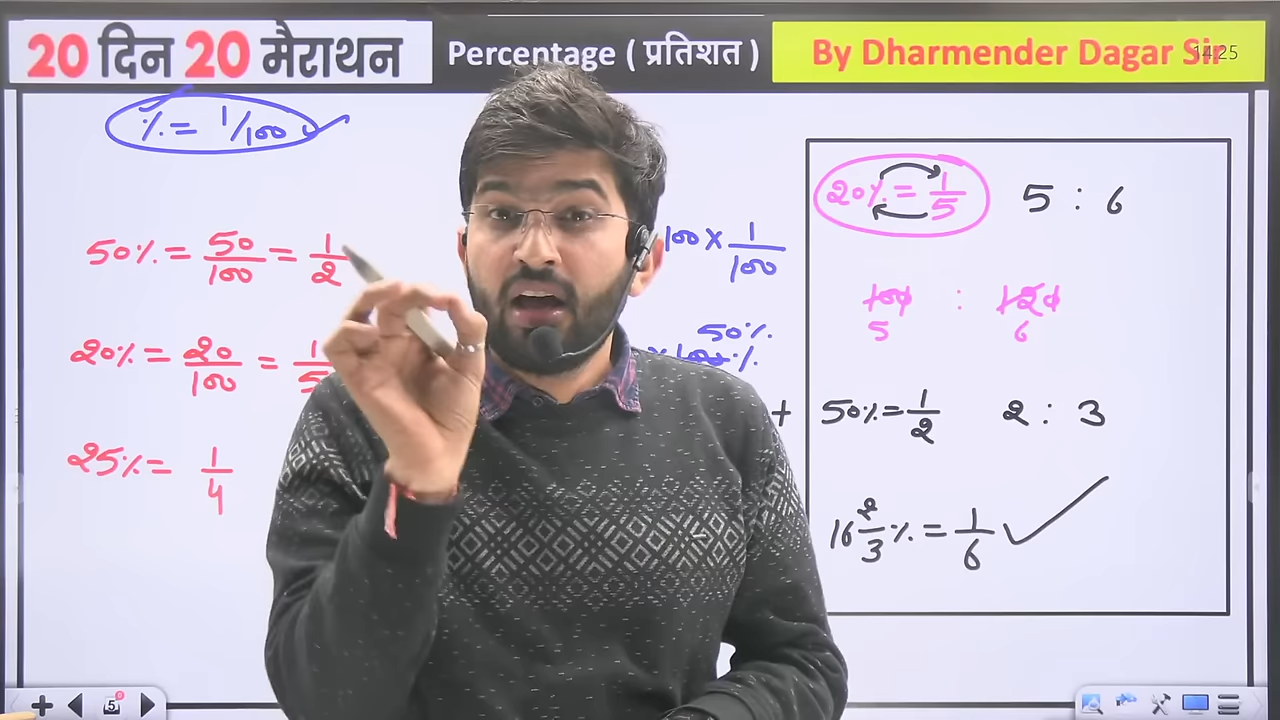 20 दिन 20 मैराथन
Percentage ( प्रतिशत )
By Dharmender Dagar Sir
14:25
% = 1/100
50% = 50/100 = 1/2
20% = 20/100 = 1/5
25% = 1/4
100 × 1/100
50%
20% = 1/5   5 : 6
100 : 120
5   6
+ 50% = 1/2   2 : 3
16 2/3 % = 1/6
5